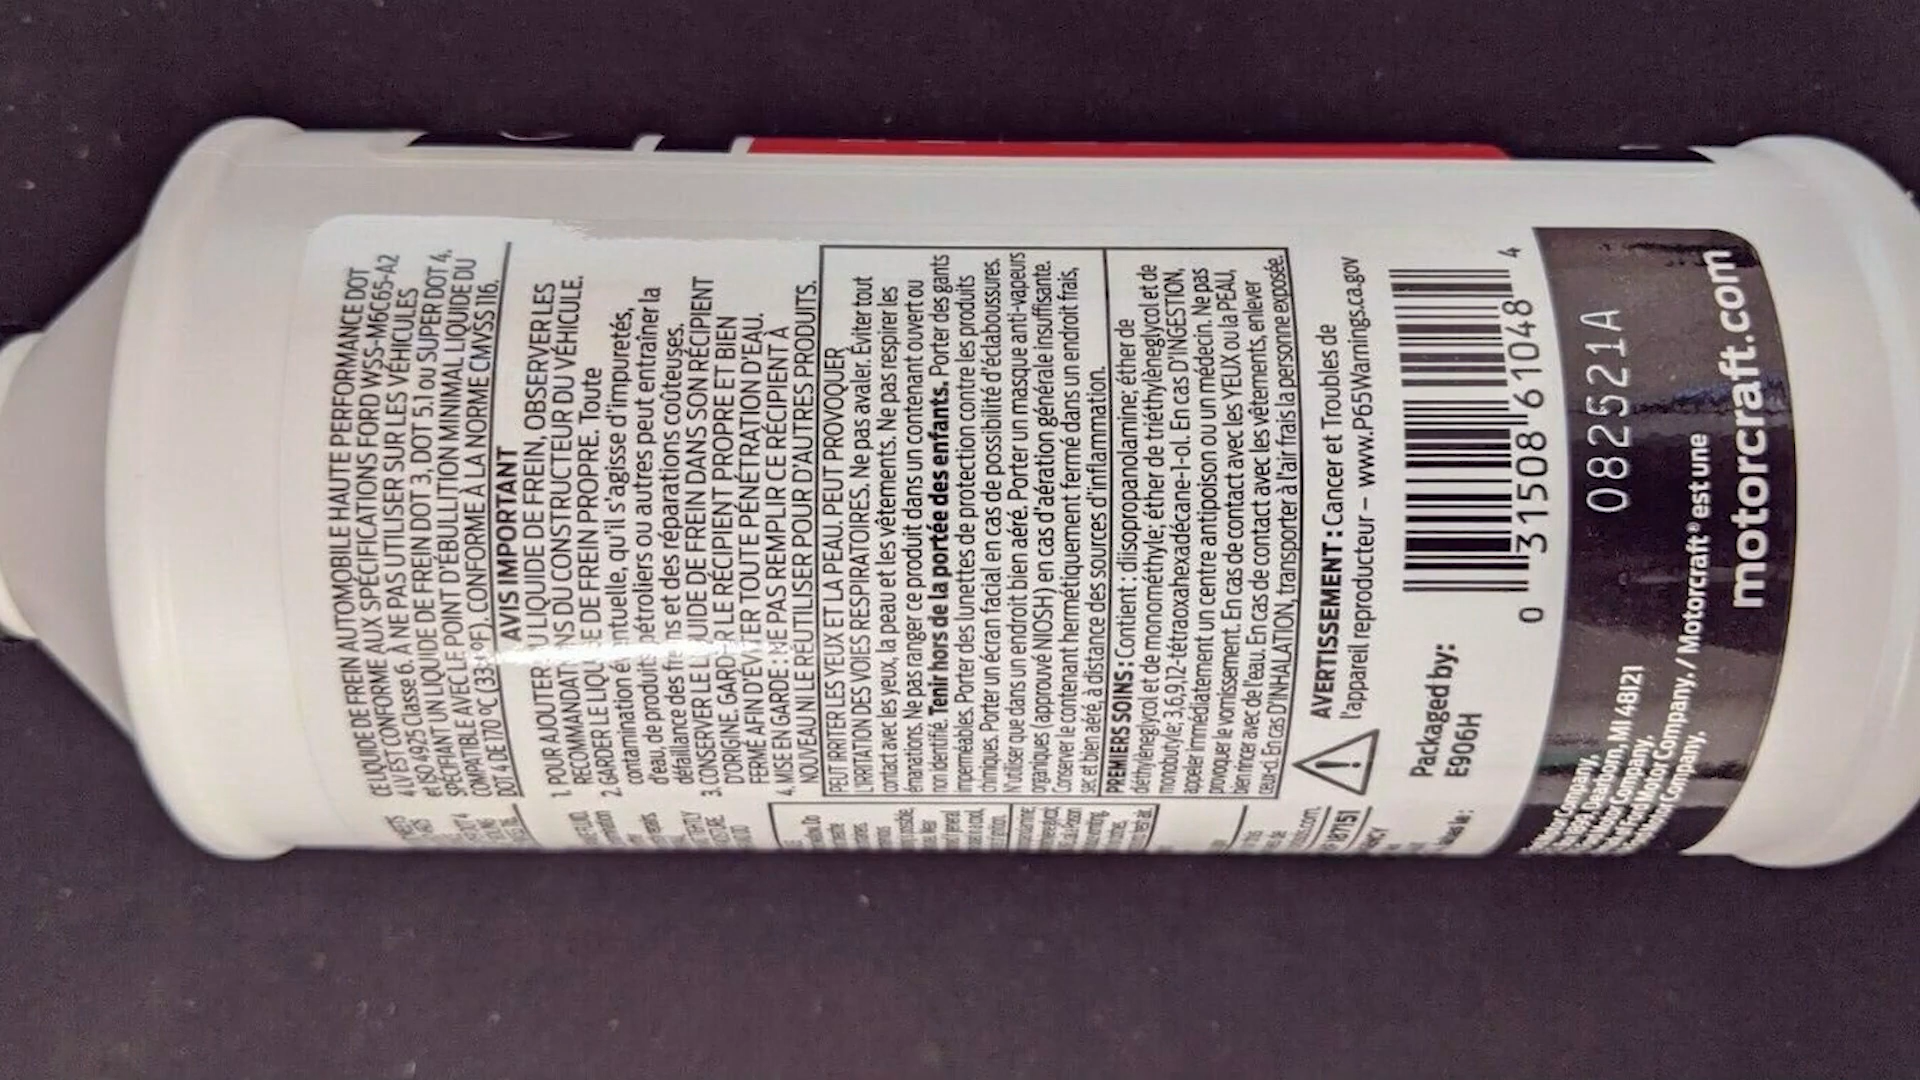 CE LIQUIDE DE FREIN AUTOMOBILE HAUTE PERFORMANCE DOT
4 LV EST CONFORME AUX SPÉCIFICATIONS FORD WSS-M6C65-A2
et ISO 4925 Classe 6. À NE PAS UTILISER SUR LES VÉHICULES
SPÉCIFIANT UN LIQUIDE DE FREIN DOT 3, DOT 5.1 ou SUPER DOT 4.
COMPATIBLE AVEC LE POINT D'ÉBULLITION MINIMAL LIQUIDE DU
DOT 4 DE 170 °C (338 °F). CONFORME À LA NORME CMVSS 116.
AVIS IMPORTANT
1. POUR AJOUTER DU LIQUIDE DE FREIN, OBSERVER LES
RECOMMANDATIONS DU CONSTRUCTEUR DU VÉHICULE.
2. GARDER LE LIQUIDE DE FREIN PROPRE. Toute
contamination éventuelle, qu'il s'agisse d'impuretés,
d'eau, de produits pétroliers ou autres peut entraîner la
défaillance des freins et des réparations coûteuses.
3. CONSERVER LE LIQUIDE DE FREIN DANS SON RÉCIPIENT
D'ORIGINE. GARDER LE RÉCIPIENT PROPRE ET BIEN
FERMÉ AFIN D'ÉVITER TOUTE PÉNÉTRATION D'EAU.
4. MISE EN GARDE : NE PAS REMPLIR CE RÉCIPIENT À
NOUVEAU NI LE RÉUTILISER POUR D'AUTRES PRODUITS.
PEUT IRRITER LES YEUX ET LA PEAU. PEUT PROVOQUER
L'IRRITATION DES VOIES RESPIRATOIRES. Ne pas avaler. Éviter tout
contact avec les yeux, la peau et les vêtements. Ne pas respirer les
émanations. Ne pas ranger ce produit dans un contenant ouvert ou
non identifié. Tenir hors de la portée des enfants. Porter des gants
imperméables. Porter des lunettes de protection contre les produits
chimiques. Porter un écran facial en cas de possibilité d'éclaboussures.
N'utiliser que dans un endroit bien aéré. Porter un masque anti-vapeurs
organiques (approuvé NIOSH) en cas d'aération générale insuffisante.
Conserver le contenant hermétiquement fermé dans un endroit frais,
sec et bien aéré, à distance des sources d'inflammation.
PREMIERS SOINS : Contient : diisopropanolamine; éther de
diéthylèneglycol et de monométhyle; éther de triéthylèneglycol et de
monobutyle; 3,6,9,12-tétraoxahexadécane-1-ol. En cas D'INGESTION,
appeler immédiatement un centre antipoison ou un médecin. Ne pas
provoquer le vomissement. En cas de contact avec les YEUX ou la PEAU,
bien rincer avec de l'eau. En cas de contact avec les vêtements, enlever
ceux-ci. En cas D'INHALATION, transporter à l'air frais la personne exposée.
AVERTISSEMENT : Cancer et Troubles de
l'appareil reproducteur – www.P65Warnings.ca.gov
Packaged by:
E906H
0 31508 61048 4
082521A
Company,
Dearborn, MI 48121
Company.
Motor Company. / Motorcraft® est une
Company.
motorcraft.com